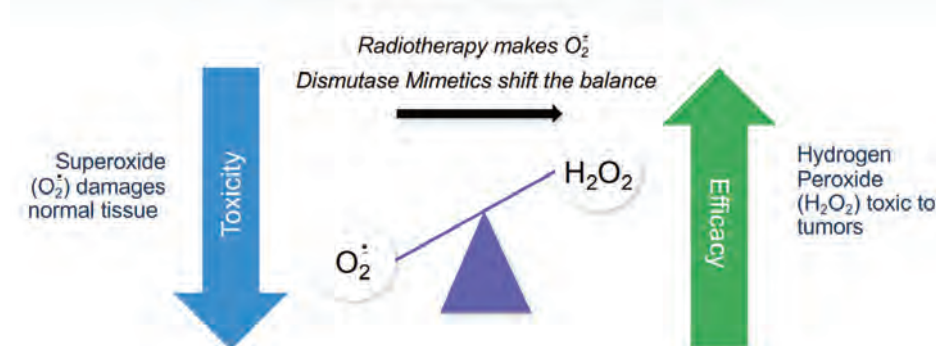 Radiotherapy makes O₂•̄
Dismutase Mimetics shift the balance
Superoxide
(O₂•̄) damages
normal tissue
Toxicity
O₂•̄
H₂O₂
Efficacy
Hydrogen
Peroxide
(H₂O₂) toxic to
tumors